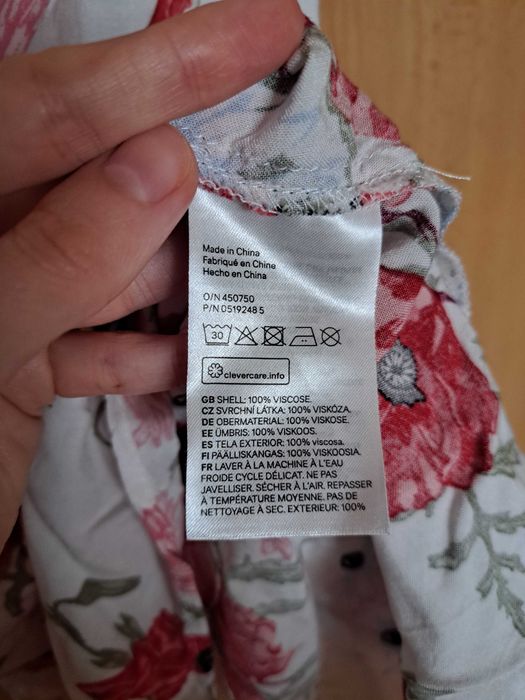 Made in China
Fabriqué en Chine
Hecho en China
O/N 450750
P/N 0519248 5
30
clevercare.info
GB SHELL: 100% VISCOSE.
CZ SVRCHNÍ LÁTKA: 100% VISKÓZA.
DE OBERMATERIAL: 100% VISKOSE.
EE ÜMBRIS: 100% VISKOOS.
ES TELA EXTERIOR: 100% viscosa.
FI PÄÄLLISKANGAS: 100% VISKOOSIA.
FR LAVER À LA MACHINE À L'EAU
FROIDE CYCLE DÉLICAT. NE PAS
JAVELLISER. SÉCHER À L'AIR. REPASSER
À TEMPÉRATURE MOYENNE. PAS DE
NETTOYAGE À SEC. EXTERIEUR: 100%